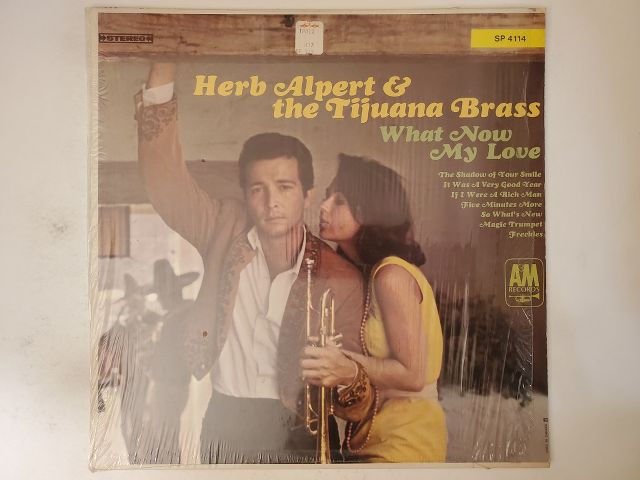 STEREO
SP 4114
Herb Alpert &
the Tijuana Brass
What Now
My Love
The Shadow of Your Smile
It Was A Very Good Year
If I Were A Rich Man
Five Minutes More
So What's New
Magic Trumpet
Freckles
A&M
RECORDS